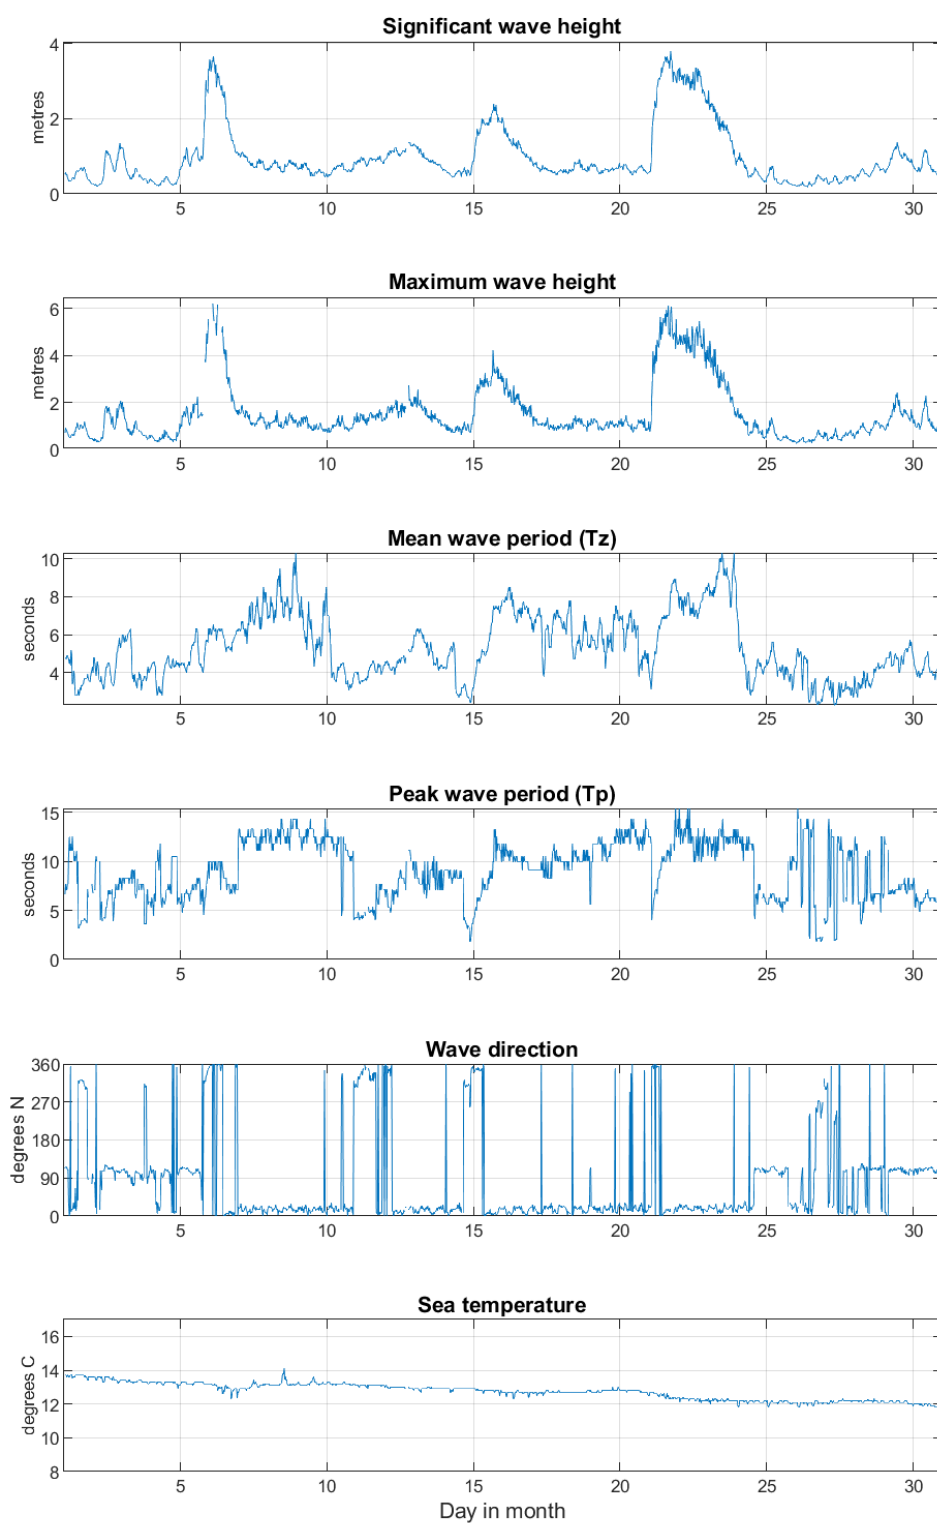 Significant wave height
4
2
0
metres
5 10 15 20 25 30
Maximum wave height
6
4
2
0
metres
5 10 15 20 25 30
Mean wave period (Tz)
10
8
6
4
seconds
5 10 15 20 25 30
Peak wave period (Tp)
15
10
5
0
seconds
5 10 15 20 25 30
Wave direction
360
270
180
90
0
degrees N
5 10 15 20 25 30
Sea temperature
16
14
12
10
8
degrees C
5 10 15 20 25 30
Day in month